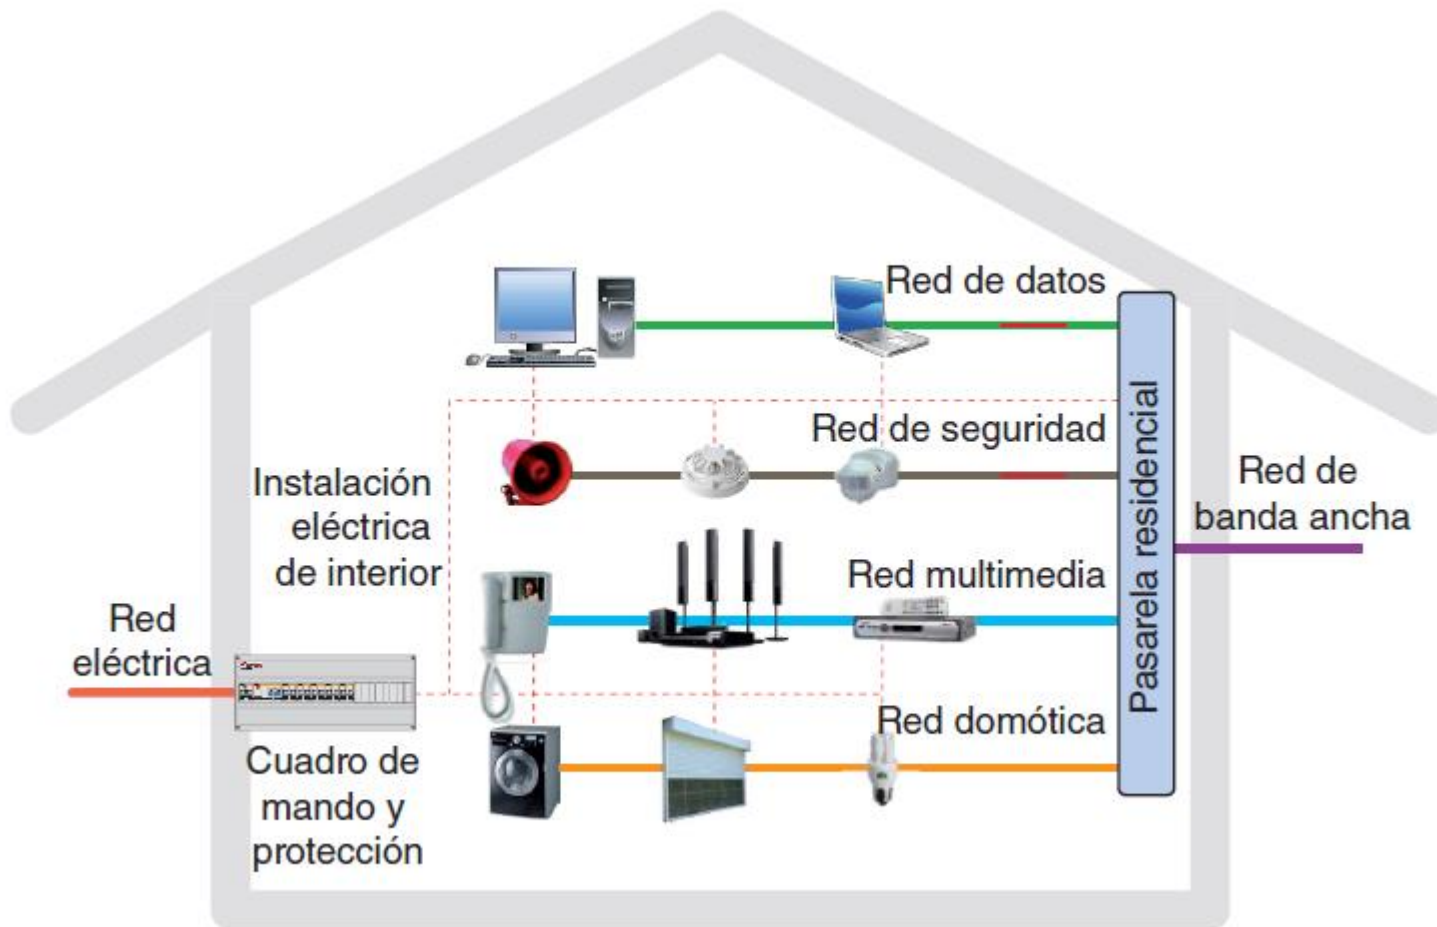 Red de datos
Red de seguridad
Instalación
eléctrica
de interior
Red multimedia
Red
eléctrica
Red domótica
Cuadro de
mando y
protección
Pasarela residencial
Red de
banda ancha